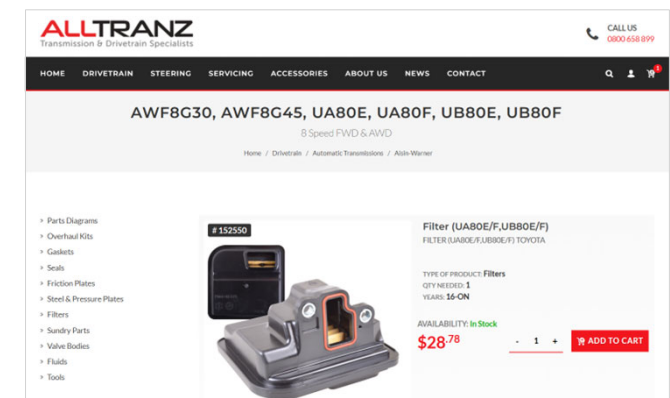 ALLTRANZ
Transmission & Drivetrain Specialists
CALL US
0800 658 899
HOME DRIVETRAIN STEERING SERVICING ACCESSORIES ABOUT US NEWS CONTACT
1
AWF8G30, AWF8G45, UA80E, UA80F, UB80E, UB80F
8 Speed FWD & AWD
Home / Drivetrain / Automatic Transmissions / Aisin-Warner
Parts Diagrams
Overhaul Kits
Gaskets
Seals
Friction Plates
Steel & Pressure Plates
Filters
Sundry Parts
Valve Bodies
Fluids
Tools
# 152550
Filter (UA80E/F,UB80E/F)
FILTER (UA80E/F,UB80E/F) TOYOTA
TYPE OF PRODUCT: Filters
QTY NEEDED: 1
YEARS: 16-ON
AVAILABILITY: In Stock
$28.78
- 1 +
ADD TO CART